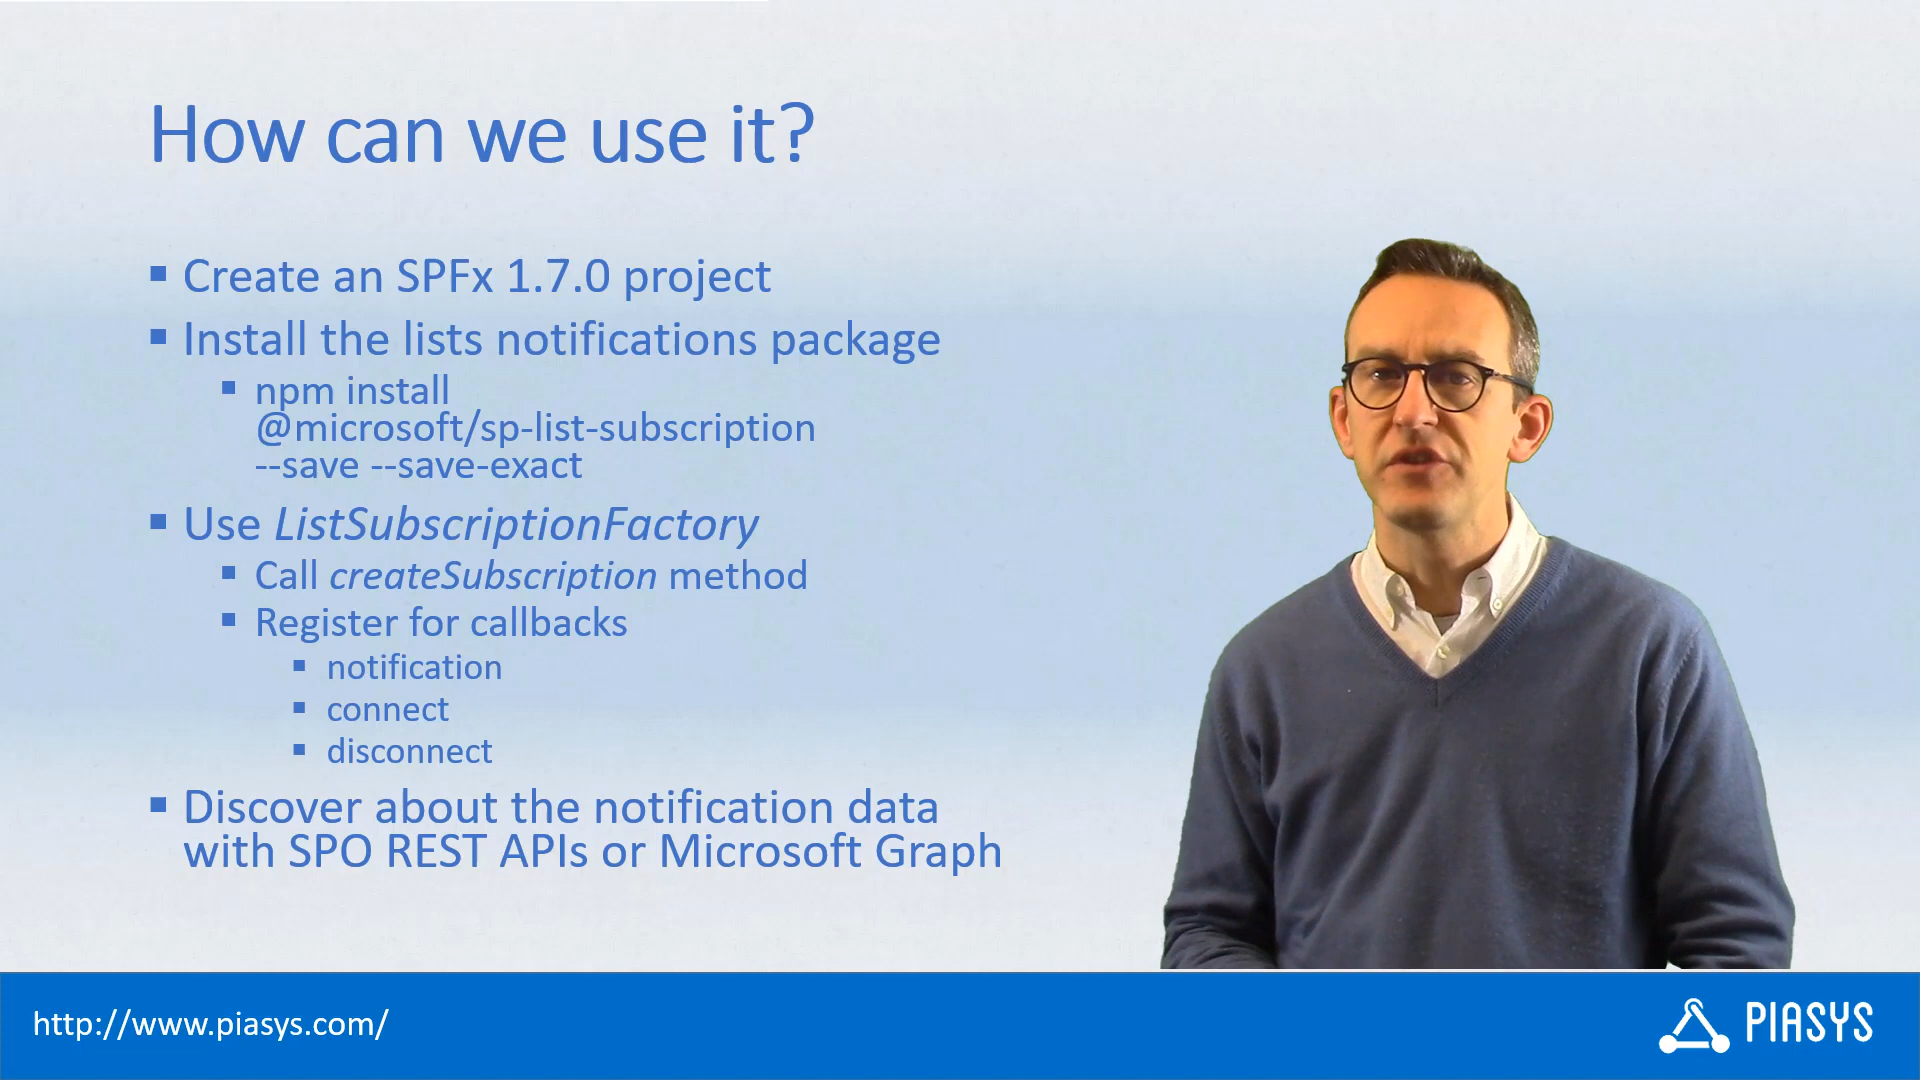 How can we use it?
Create an SPFx 1.7.0 project
Install the lists notifications package
npm install
@microsoft/sp-list-subscription
--save --save-exact
Use ListSubscriptionFactory
Call createSubscription method
Register for callbacks
notification
connect
disconnect
Discover about the notification data
with SPO REST APIs or Microsoft Graph
http://www.piasys.com/
PIASYS